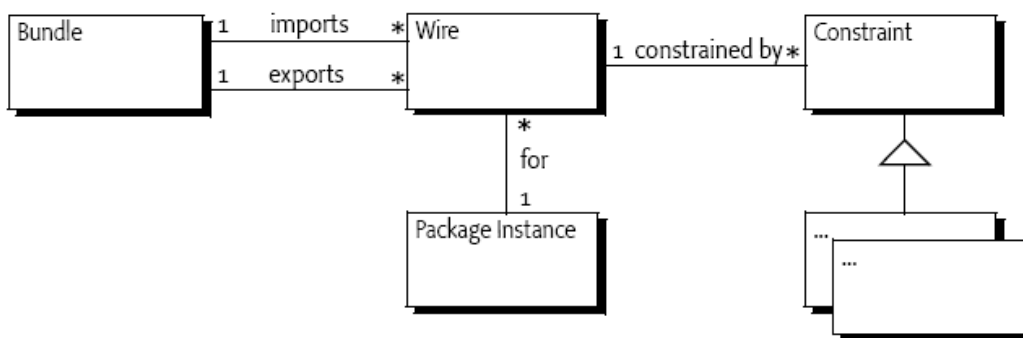 Bundle
1 imports *
Wire
1 exports *
1 constrained by *
Constraint
*
for
1
Package Instance
...
...